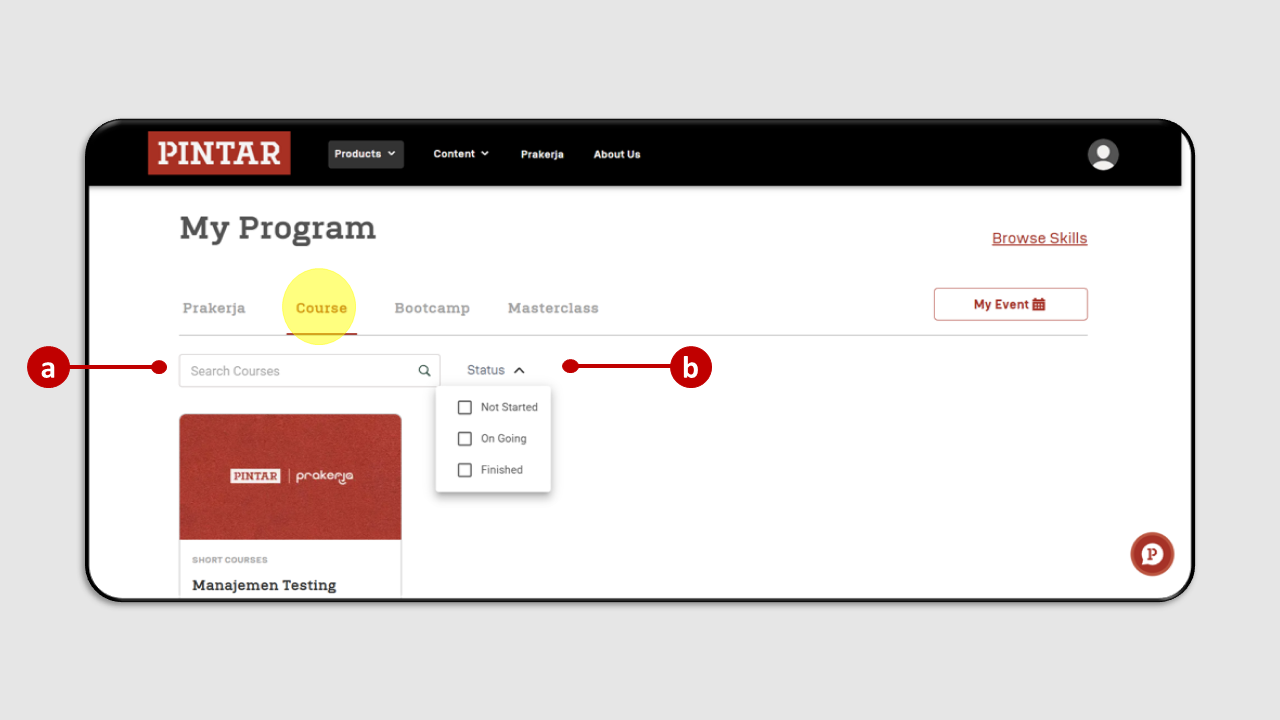 PINTAR
Products
Content
Prakerja
About Us
My Program
Browse Skills
Prakerja
Course
Bootcamp
Masterclass
My Event
a
Search Courses
Status
b
Not Started
On Going
Finished
PINTAR | prakerja
SHORT COURSES
Manajemen Testing
P